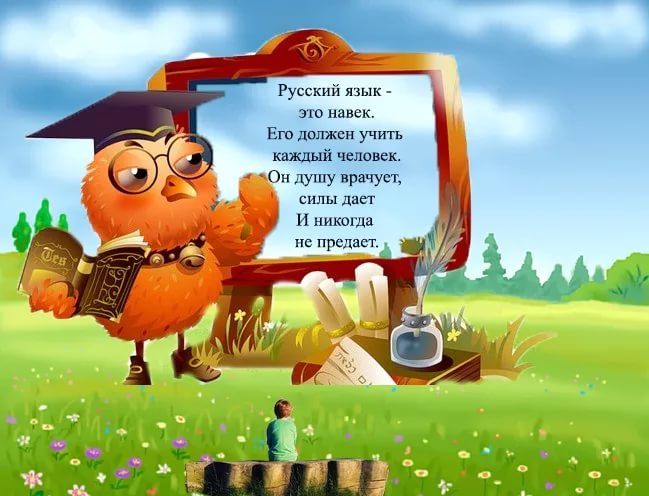 Русский язык -
это навек.
Его должен учить
каждый человек.
Он душу врачует,
силы дает
И никогда
не предает.